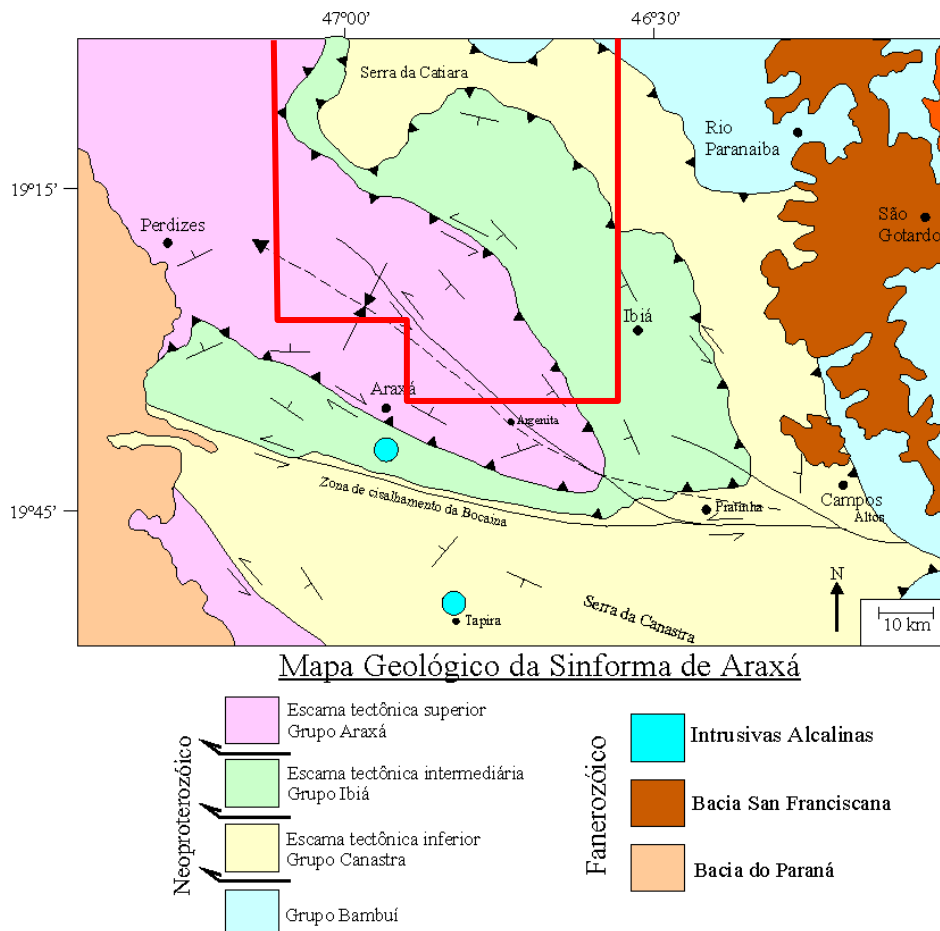 47°00'
46°30'
Serra da Catiara
Rio
Paranaiba
19°15'
São
Gotardo
Perdizes
Ibiá
Araxá
Argenita
Zona de cisalhamento da Bocaina
19°45'
Pratinha
Campos
Altos
N
Serra da Canastra
Tapira
10 km
Mapa Geológico da Sinforma de Araxá
Neoproterozóico
Escama tectônica superior
Grupo Araxá
Escama tectônica intermediária
Grupo Ibiá
Escama tectônica inferior
Grupo Canastra
Grupo Bambuí
Fanerozóico
Intrusivas Alcalinas
Bacia San Franciscana
Bacia do Paraná